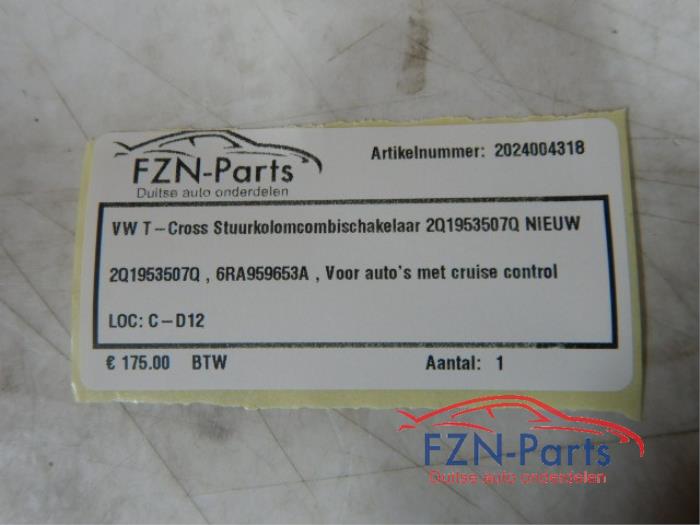 FZN-Parts
Duitse auto onderdelen
Artikelnummer: 2024004318
VW T-Cross Stuurkolomcombischakelaar 2Q1953507Q NIEUW
2Q1953507Q , 6RA959653A , Voor auto's met cruise control
LOC: C-D12
€ 175.00 BTW
Aantal: 1
FZN-Parts
Duitse auto onderdelen